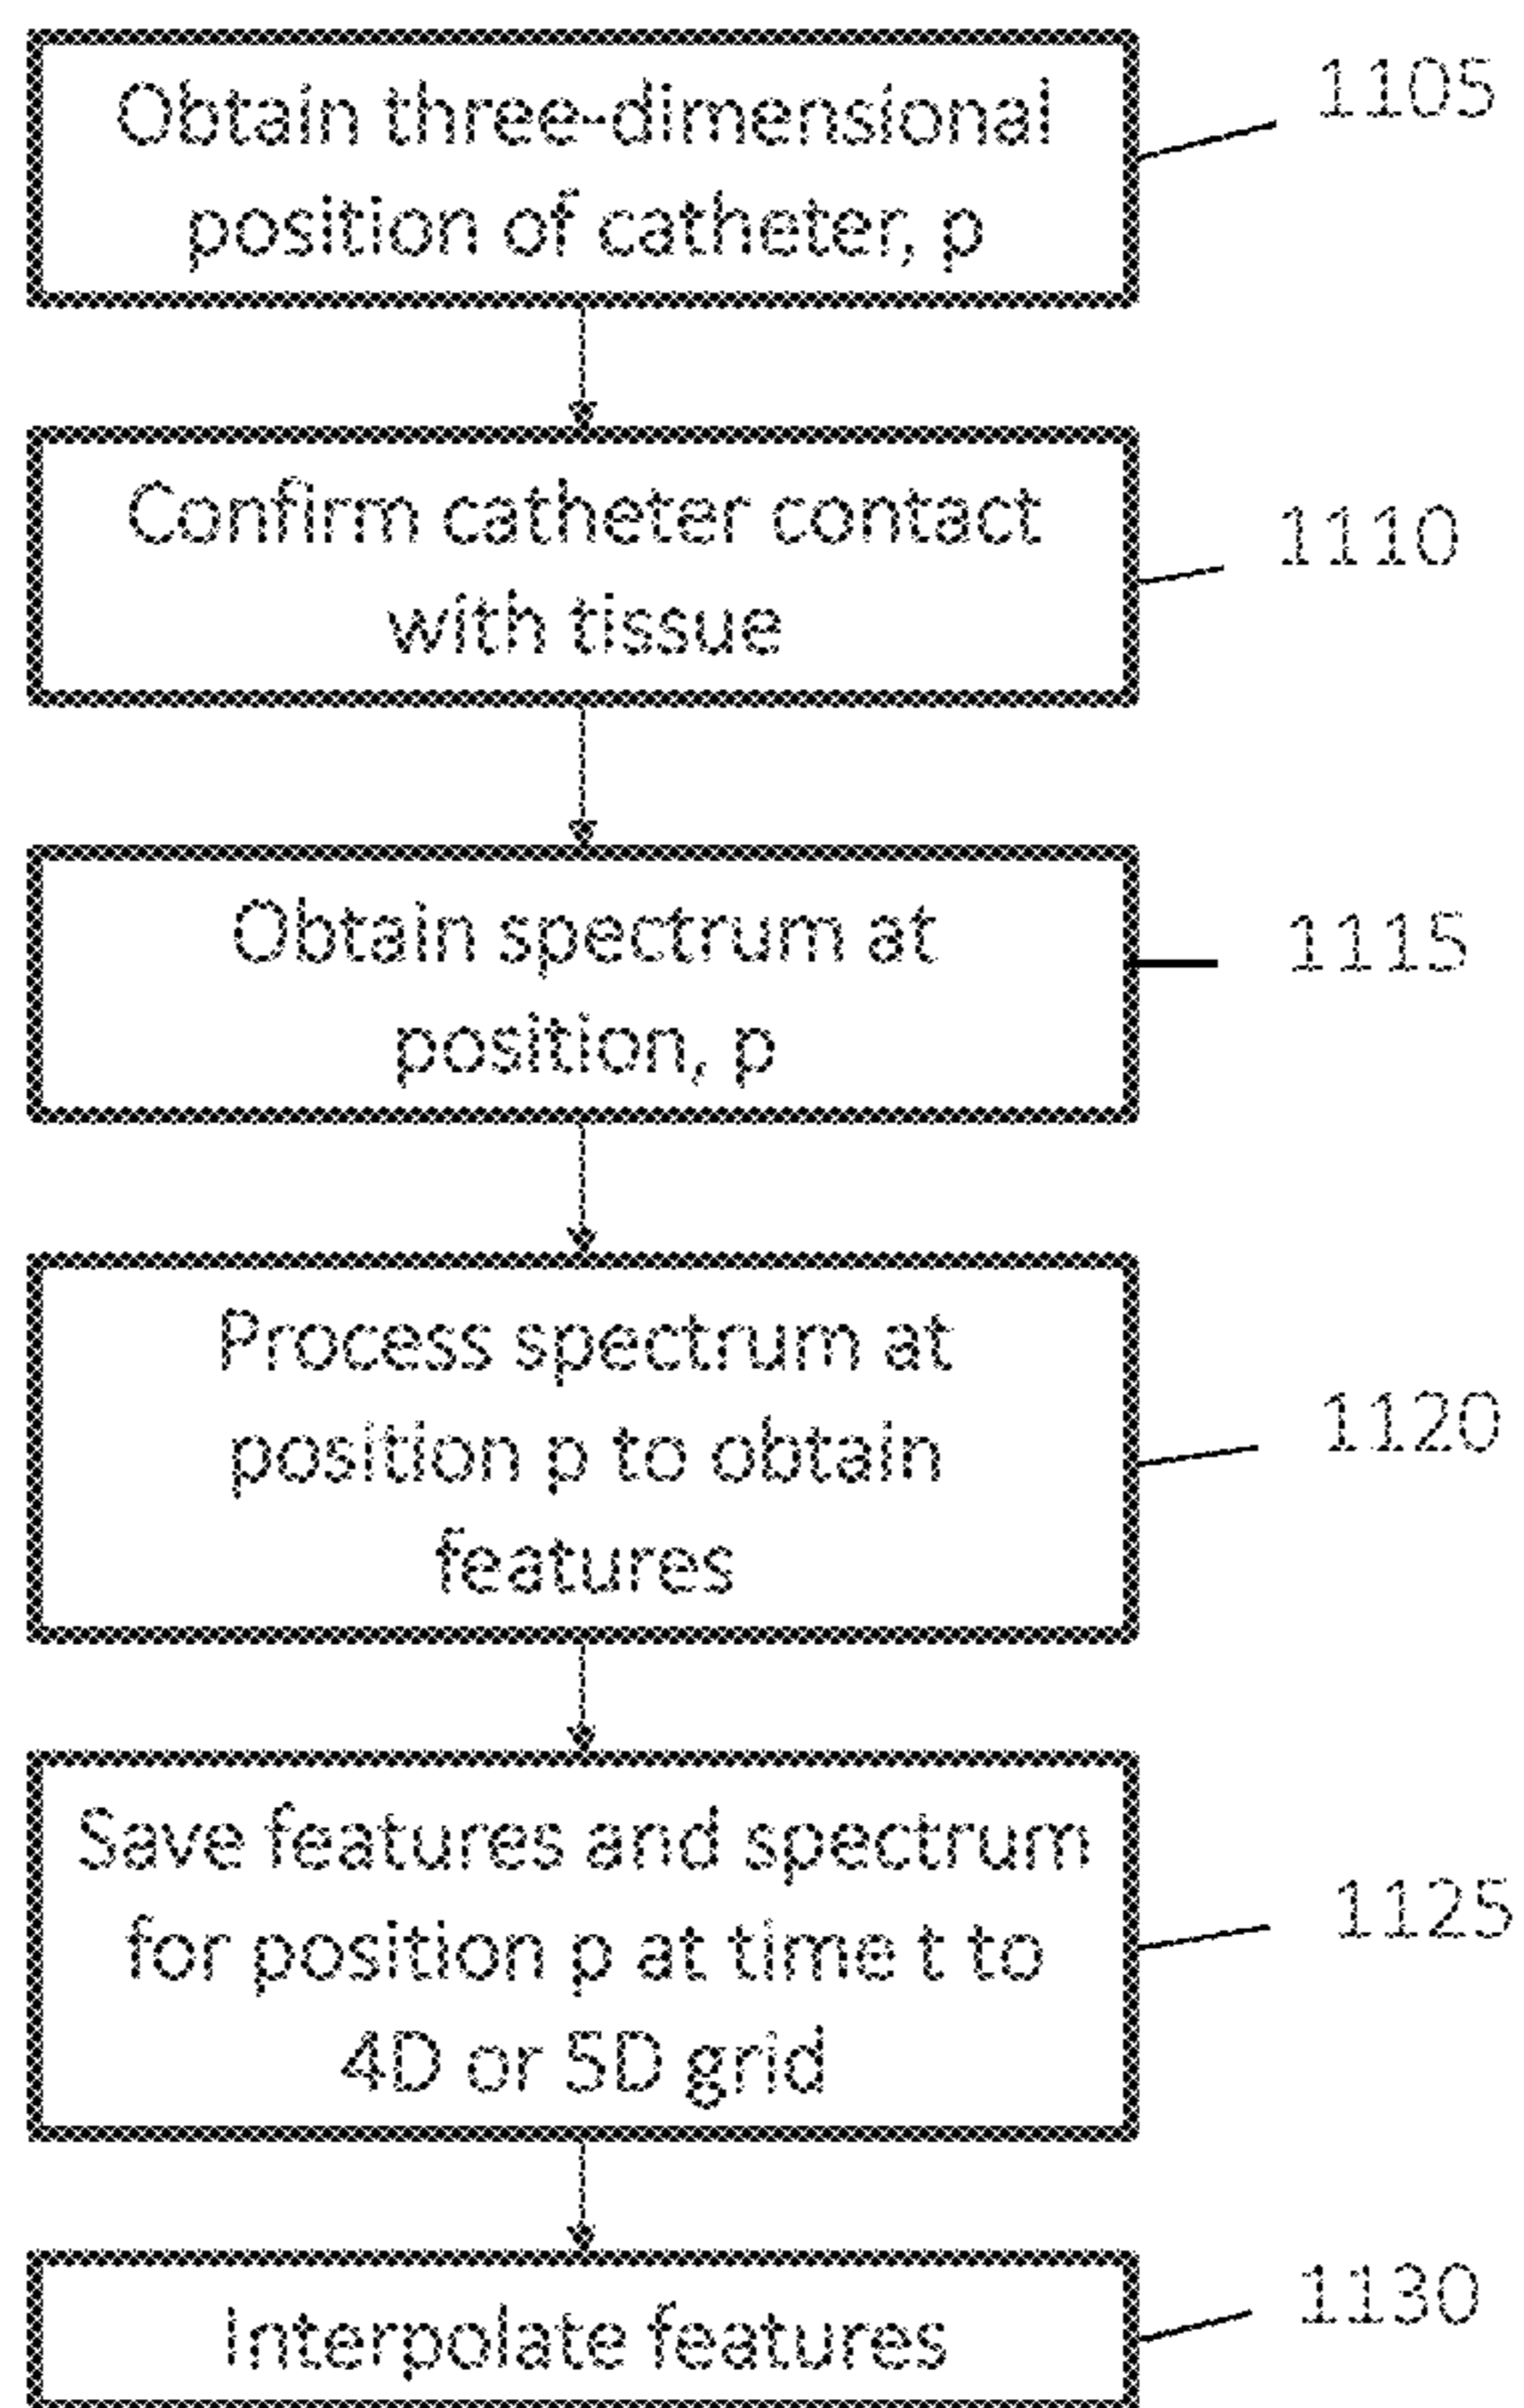 Obtain three-dimensional
position of catheter, p
1105
Confirm catheter contact
with tissue
1110
Obtain spectrum at
position, p
1115
Process spectrum at
position p to obtain
features
1120
Save features and spectrum
for position p at time t to
4D or 5D grid
1125
Interpolate features
1130